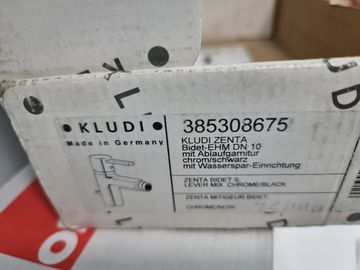 KLUDI
Made in Germany
385308675
KLUDI ZENTA
Bidet-EHM DN 10
mit Ablaufgarnitur
chrom/schwarz
mit Wasserspar-Einrichtung
ZENTA BIDET S.
LEVER MIX. CHROME/BLACK
ZENTA MITIGEUR BIDET
CHROME/NOIR